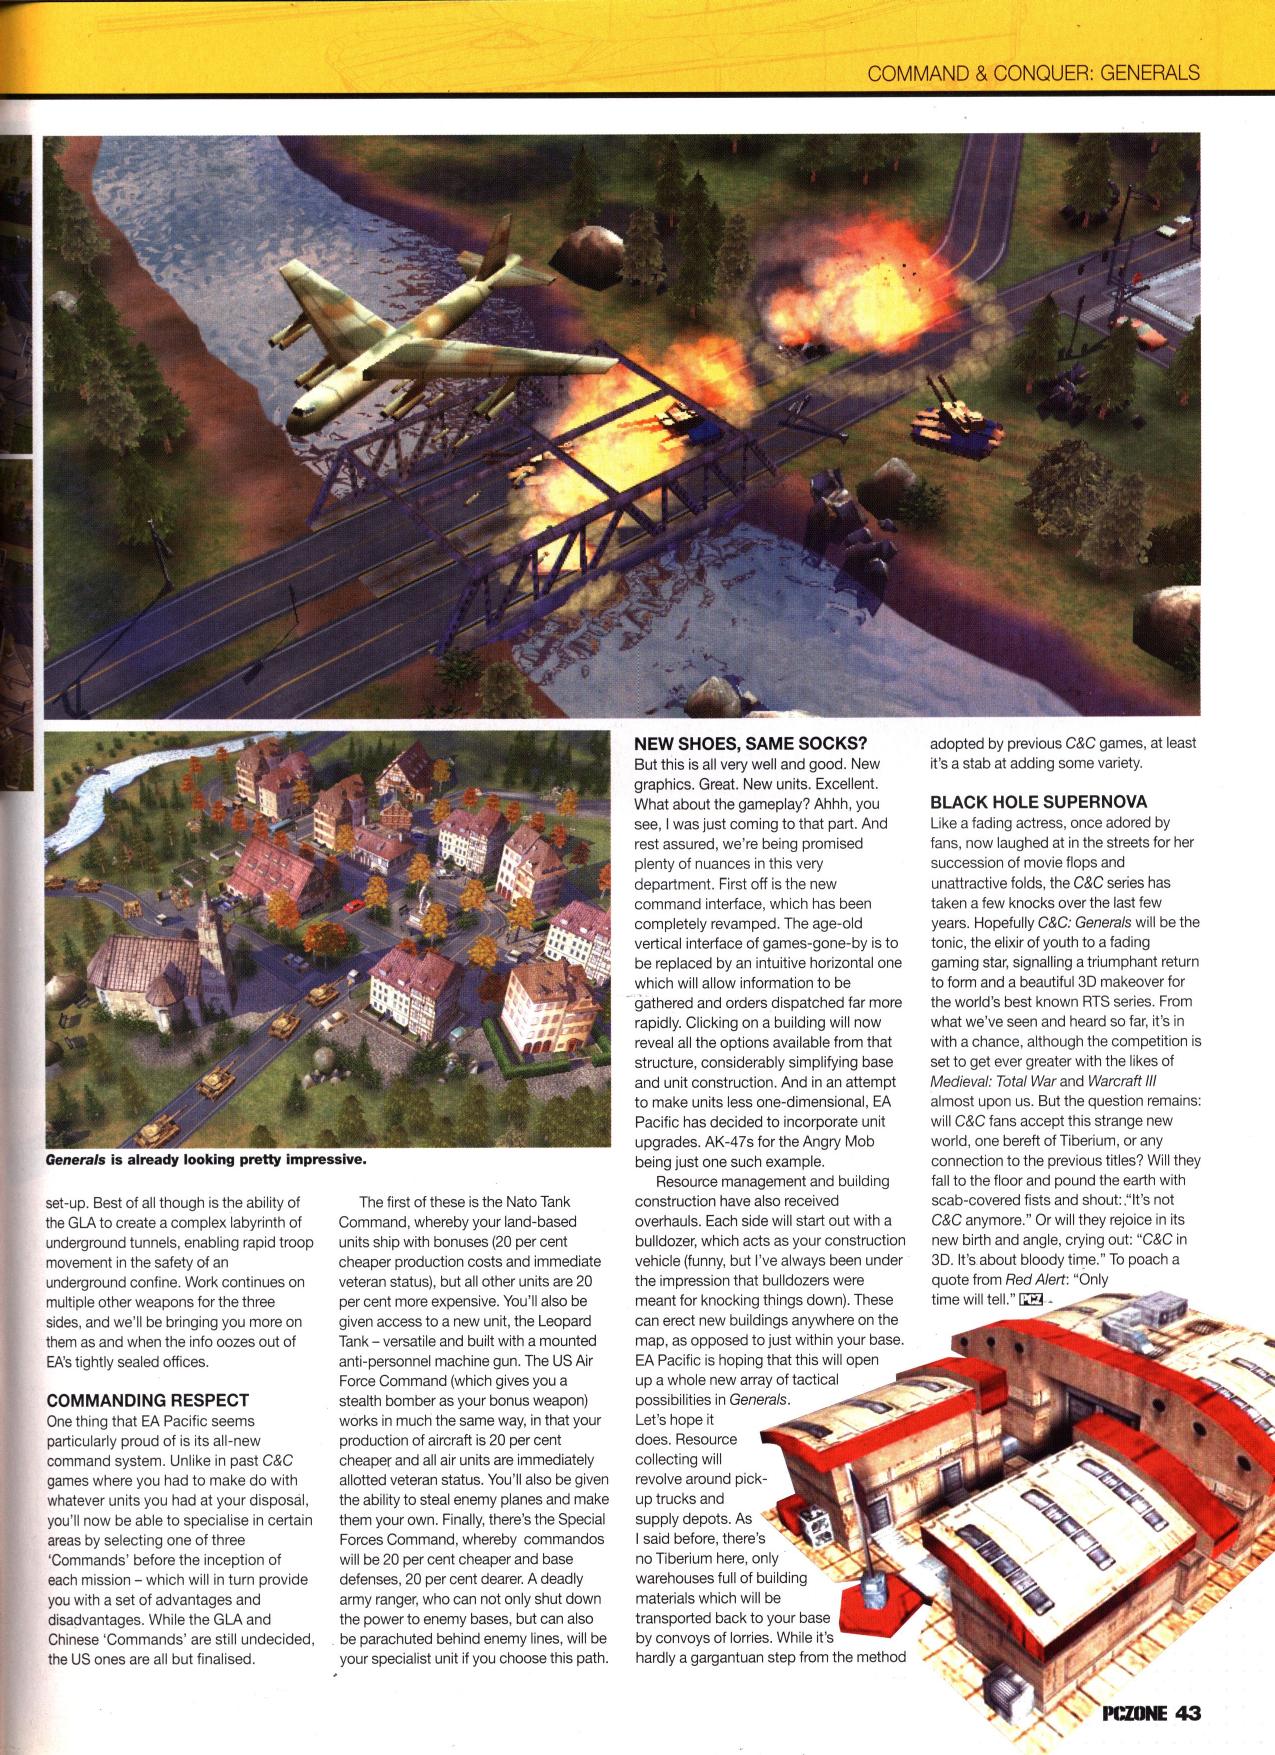 COMMAND & CONQUER: GENERALS
Generals is already looking pretty impressive.
set-up. Best of all though is the ability of
the GLA to create a complex labyrinth of
underground tunnels, enabling rapid troop
movement in the safety of an
underground confine. Work continues on
multiple other weapons for the three
sides, and we'll be bringing you more on
them as and when the info oozes out of
EA's tightly sealed offices.
COMMANDING RESPECT
One thing that EA Pacific seems
particularly proud of is its all-new
command system. Unlike in past C&C
games where you had to make do with
whatever units you had at your disposal,
you'll now be able to specialise in certain
areas by selecting one of three
'Commands' before the inception of
each mission – which will in turn provide
you with a set of advantages and
disadvantages. While the GLA and
Chinese 'Commands' are still undecided,
the US ones are all but finalised.
The first of these is the Nato Tank
Command, whereby your land-based
units ship with bonuses (20 per cent
cheaper production costs and immediate
veteran status), but all other units are 20
per cent more expensive. You'll also be
given access to a new unit, the Leopard
Tank – versatile and built with a mounted
anti-personnel machine gun. The US Air
Force Command (which gives you a
stealth bomber as your bonus weapon)
works in much the same way, in that your
production of aircraft is 20 per cent
cheaper and all air units are immediately
allotted veteran status. You'll also be given
the ability to steal enemy planes and make
them your own. Finally, there's the Special
Forces Command, whereby commandos
will be 20 per cent cheaper and base
defenses, 20 per cent dearer. A deadly
army ranger, who can not only shut down
the power to enemy bases, but can also
be parachuted behind enemy lines, will be
your specialist unit if you choose this path.
NEW SHOES, SAME SOCKS?
But this is all very well and good. New
graphics. Great. New units. Excellent.
What about the gameplay? Ahhh, you
see, I was just coming to that part. And
rest assured, we're being promised
plenty of nuances in this very
department. First off is the new
command interface, which has been
completely revamped. The age-old
vertical interface of games-gone-by is to
be replaced by an intuitive horizontal one
which will allow information to be
gathered and orders dispatched far more
rapidly. Clicking on a building will now
reveal all the options available from that
structure, considerably simplifying base
and unit construction. And in an attempt
to make units less one-dimensional, EA
Pacific has decided to incorporate unit
upgrades. AK-47s for the Angry Mob
being just one such example.
Resource management and building
construction have also received
overhauls. Each side will start out with a
bulldozer, which acts as your construction
vehicle (funny, but I've always been under
the impression that bulldozers were
meant for knocking things down). These
can erect new buildings anywhere on the
map, as opposed to just within your base.
EA Pacific is hoping that this will open
up a whole new array of tactical
possibilities in Generals.
Let's hope it
does. Resource
collecting will
revolve around pick-
up trucks and
supply depots. As
I said before, there's
no Tiberium here, only
warehouses full of building
materials which will be
transported back to your base
by convoys of lorries. While it's
hardly a gargantuan step from the method
adopted by previous C&C games, at least
it's a stab at adding some variety.
BLACK HOLE SUPERNOVA
Like a fading actress, once adored by
fans, now laughed at in the streets for her
succession of movie flops and
unattractive folds, the C&C series has
taken a few knocks over the last few
years. Hopefully C&C: Generals will be the
tonic, the elixir of youth to a fading
gaming star, signalling a triumphant return
to form and a beautiful 3D makeover for
the world's best known RTS series. From
what we've seen and heard so far, it's in
with a chance, although the competition is
set to get ever greater with the likes of
Medieval: Total War and Warcraft III
almost upon us. But the question remains:
will C&C fans accept this strange new
world, one bereft of Tiberium, or any
connection to the previous titles? Will they
fall to the floor and pound the earth with
scab-covered fists and shout: "It's not
C&C anymore." Or will they rejoice in its
new birth and angle, crying out: "C&C in
3D. It's about bloody time." To poach a
quote from Red Alert: "Only
time will tell." PCZ
PCZONE 43